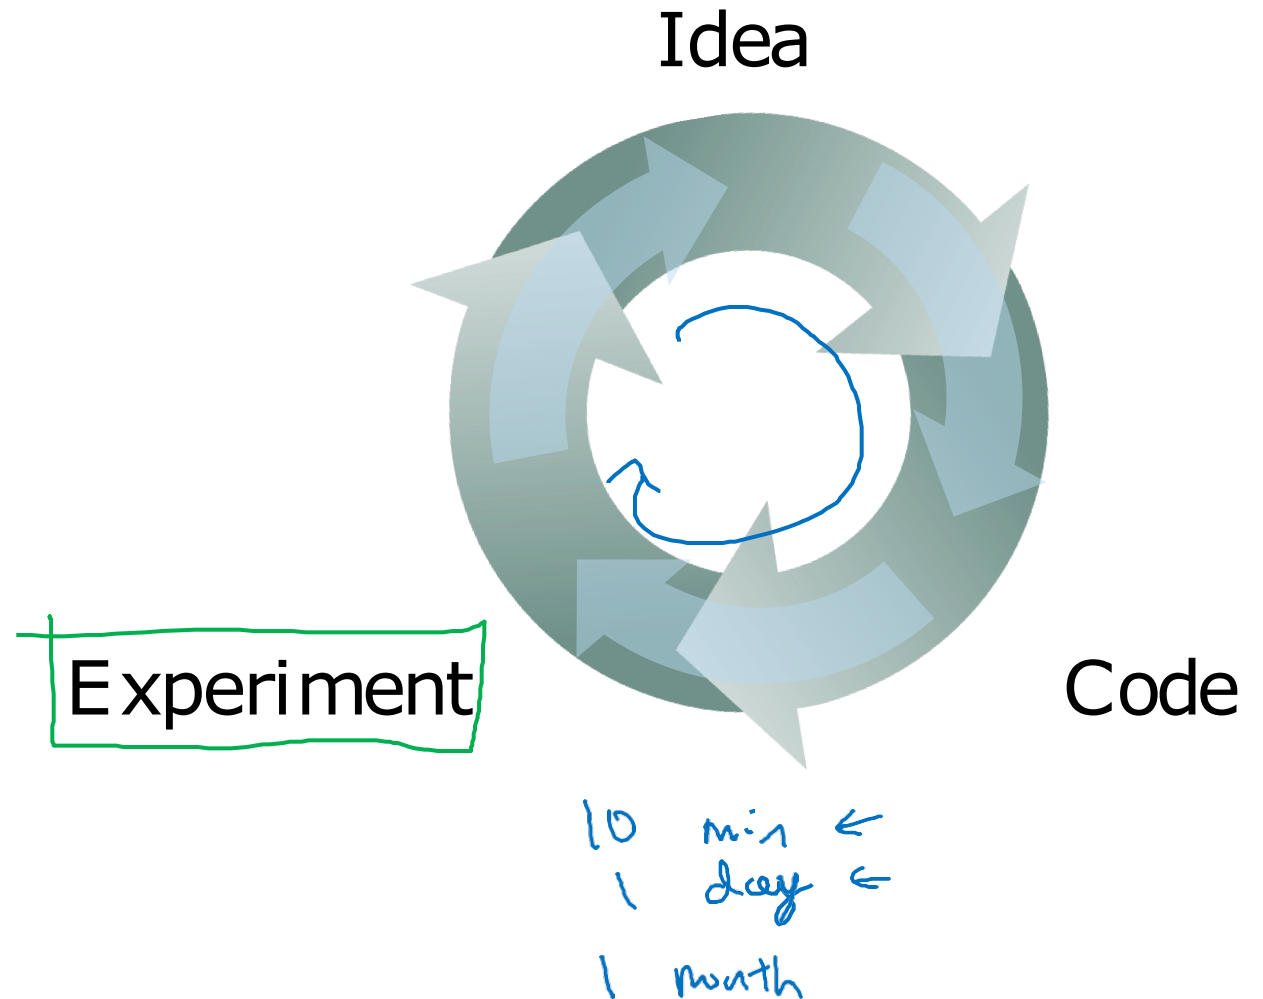 Idea
Experiment
Code
10 min ←
1 day ←
1 month